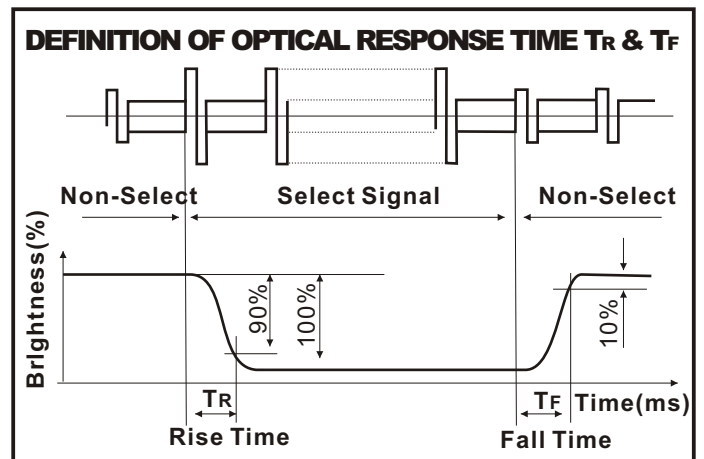 DEFINITION OF OPTICAL RESPONSE TIME TR & TF
Non-Select
Select Signal
Non-Select
BrIghtness(%)
90%
100%
10%
TR
TF
Time(ms)
Rise Time
Fall Time